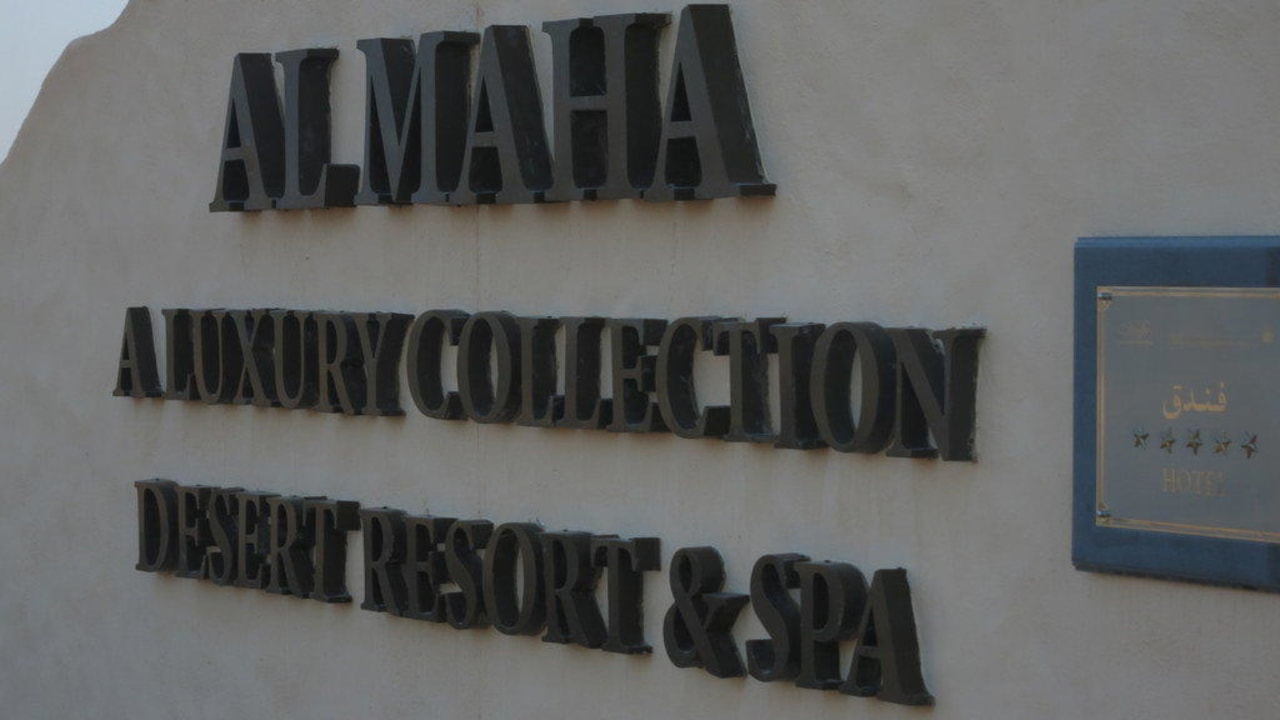 AL MAHA
A LUXURY COLLECTION
DESERT RESORT & SPA
فندق
HOTEL